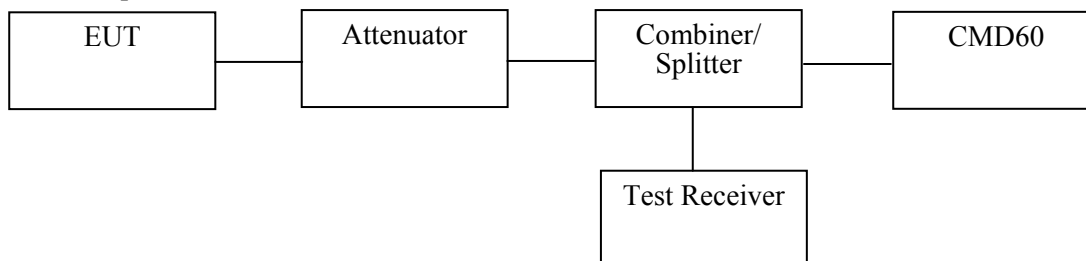 EUT
Attenuator
Combiner/
Splitter
CMD60
Test Receiver